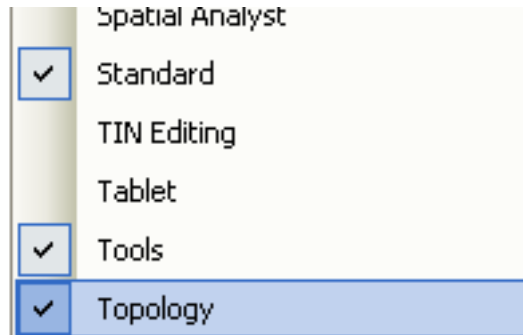 Spatial Analyst
Standard
TIN Editing
Tablet
Tools
Topology